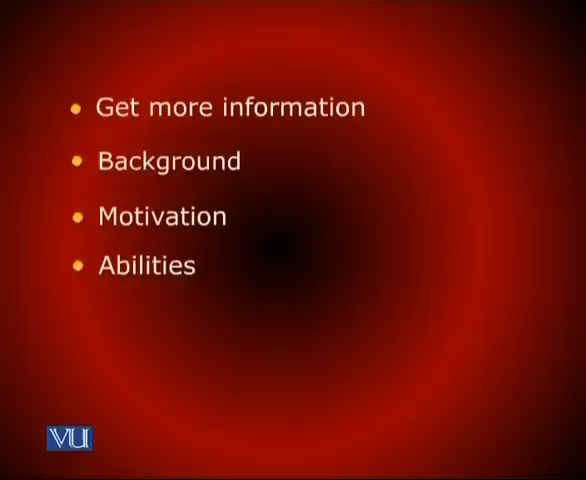 Get more information
Background
Motivation
Abilities
VU